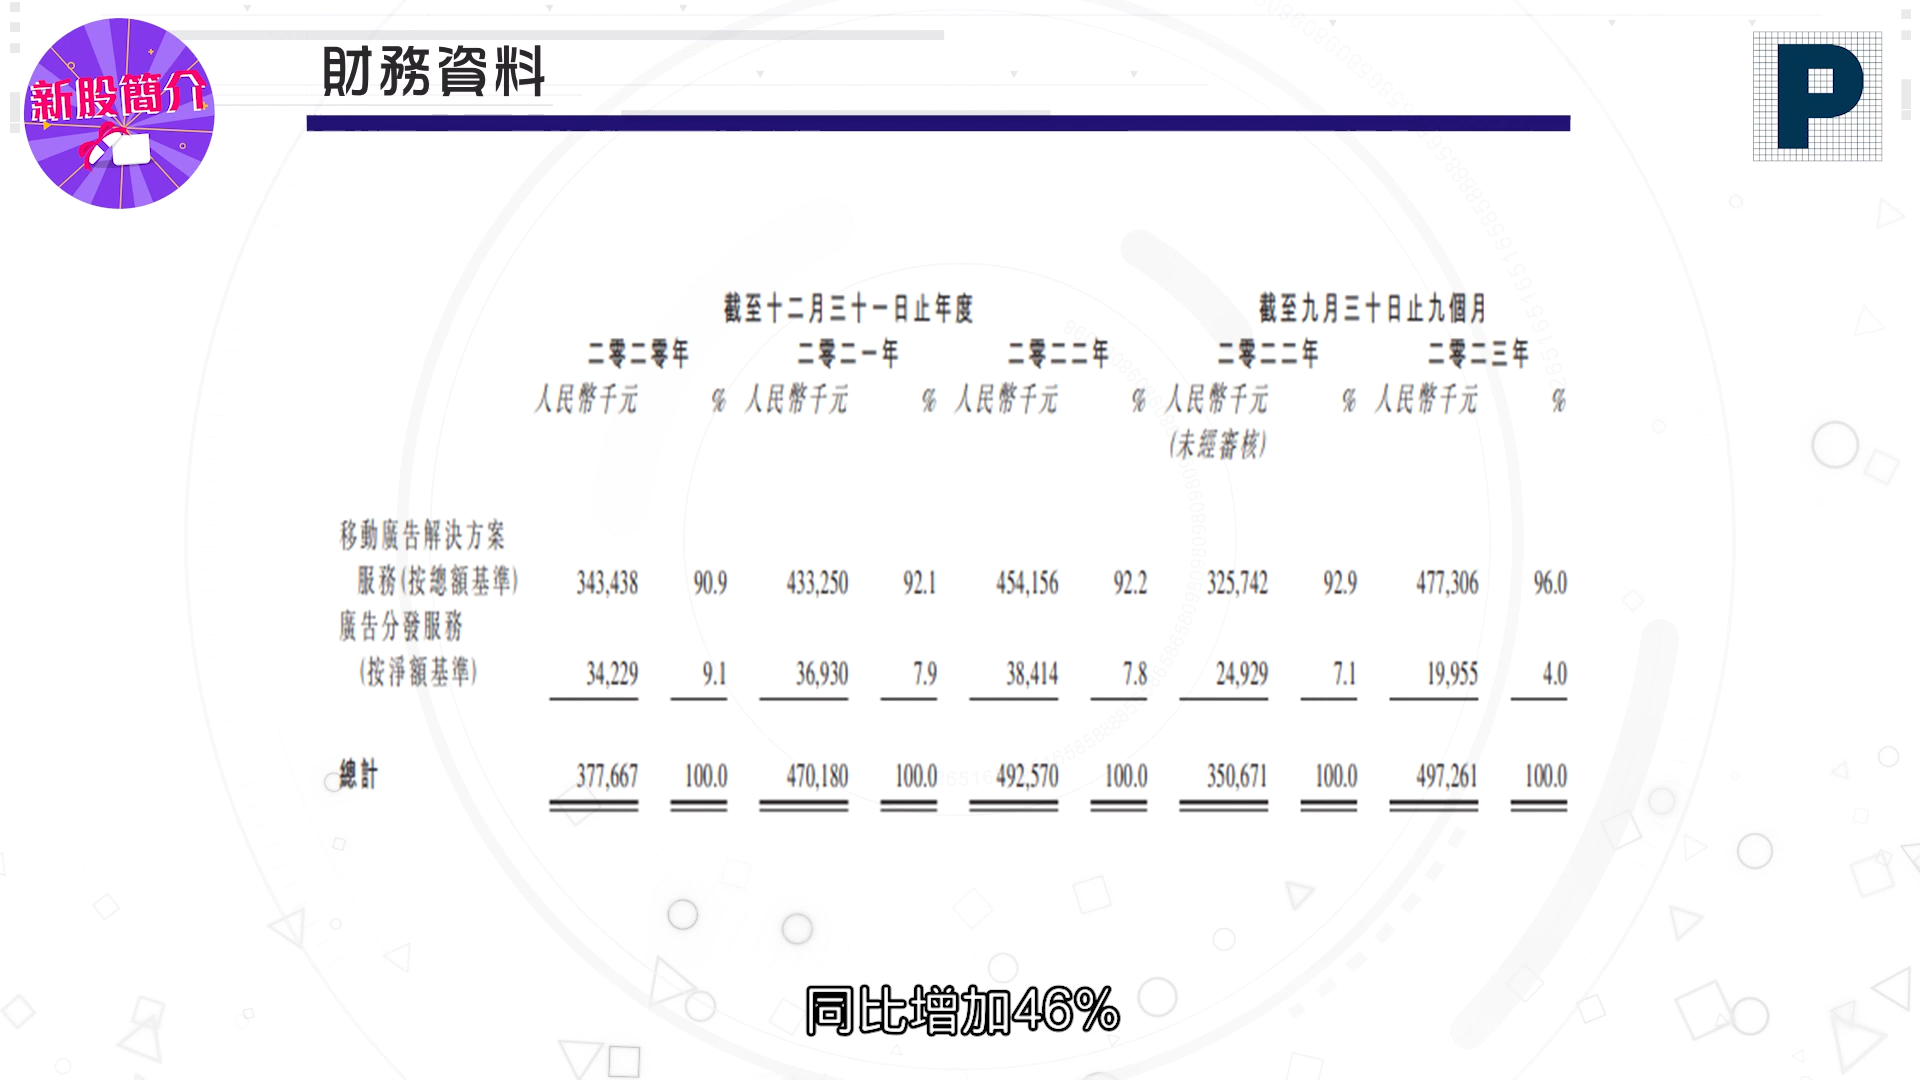 新股簡介
財務資料
P
截至十二月三十一日止年度 截至九月三十日止九個月
二零二零年 二零二一年 二零二二年 二零二二年 二零二三年
人民幣千元 % 人民幣千元 % 人民幣千元 % 人民幣千元 % 人民幣千元 %
(未經審核)
移動廣告解決方案
服務(按總額基準) 343,438 90.9 433,250 92.1 454,156 92.2 325,742 92.9 477,306 96.0
廣告分發服務
(按淨額基準) 34,229 9.1 36,930 7.9 38,414 7.8 24,929 7.1 19,955 4.0
總計 377,667 100.0 470,180 100.0 492,570 100.0 350,671 100.0 497,261 100.0
同比增加46%